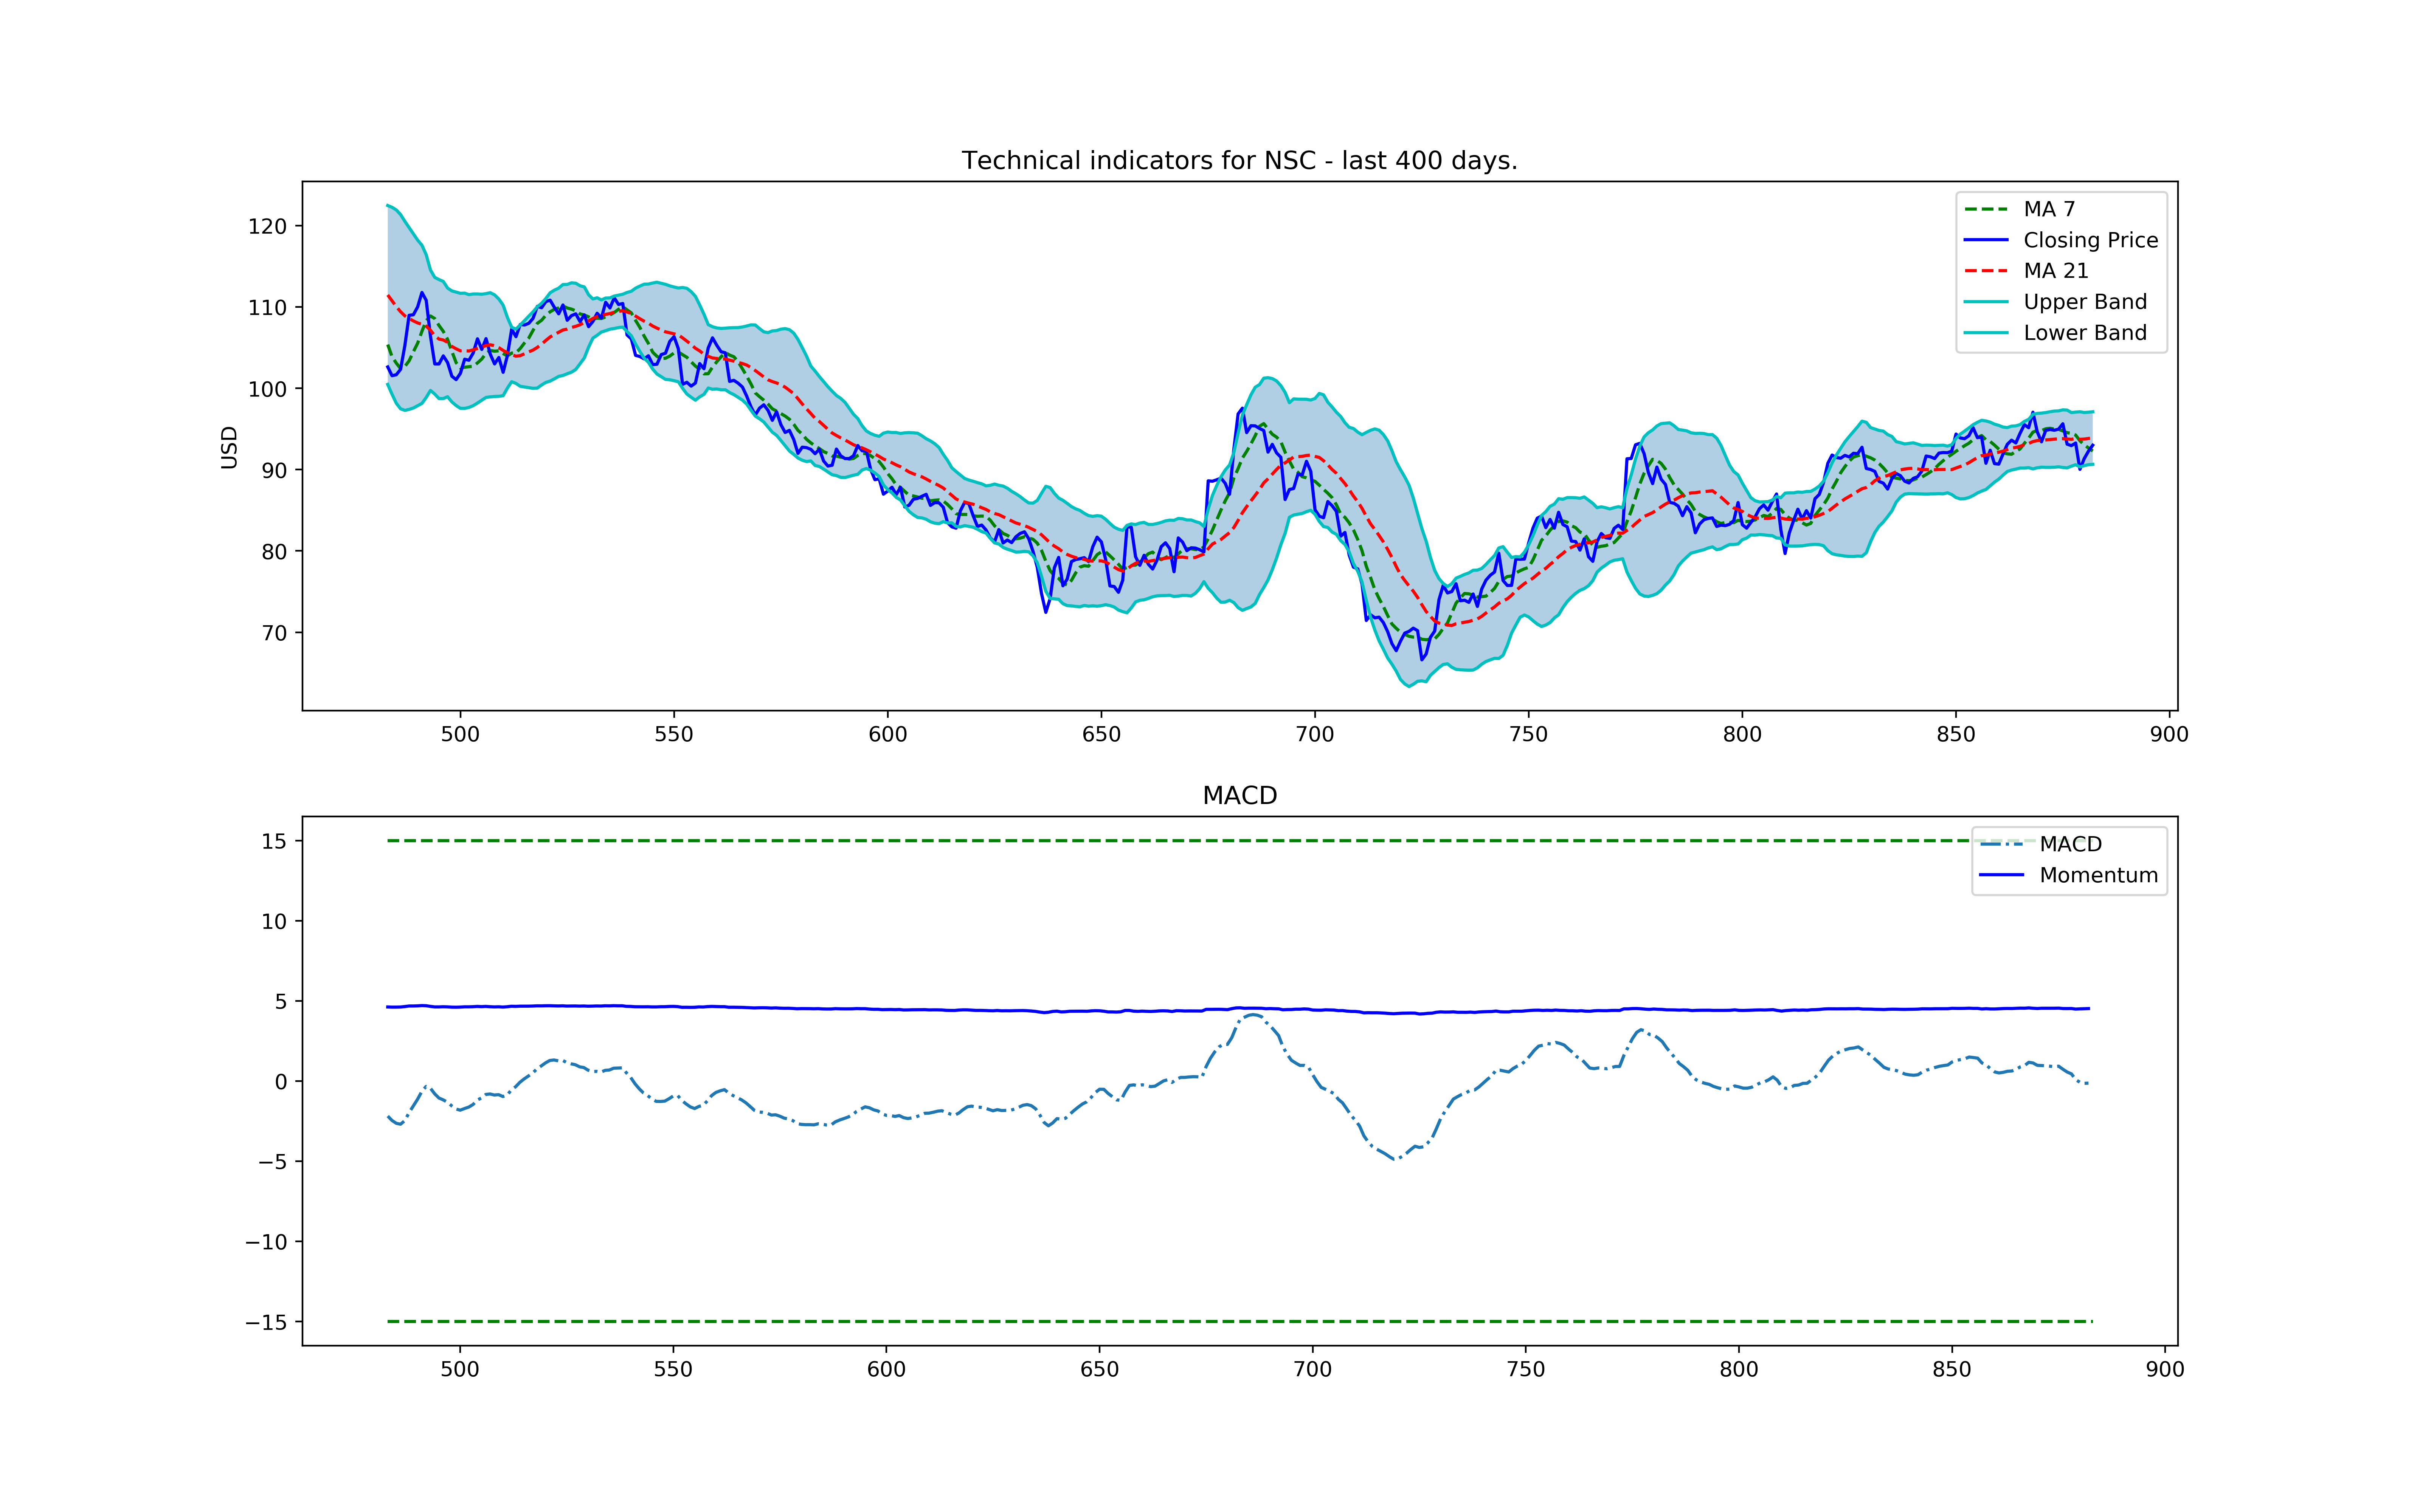 Technical indicators for NSC - last 400 days.
120
110
100
90
80
70
USD
MA 7
Closing Price
MA 21
Upper Band
Lower Band
500 550 600 650 700 750 800 850 900
MACD
15
10
5
0
−5
−10
−15
MACD
Momentum
500 550 600 650 700 750 800 850 900